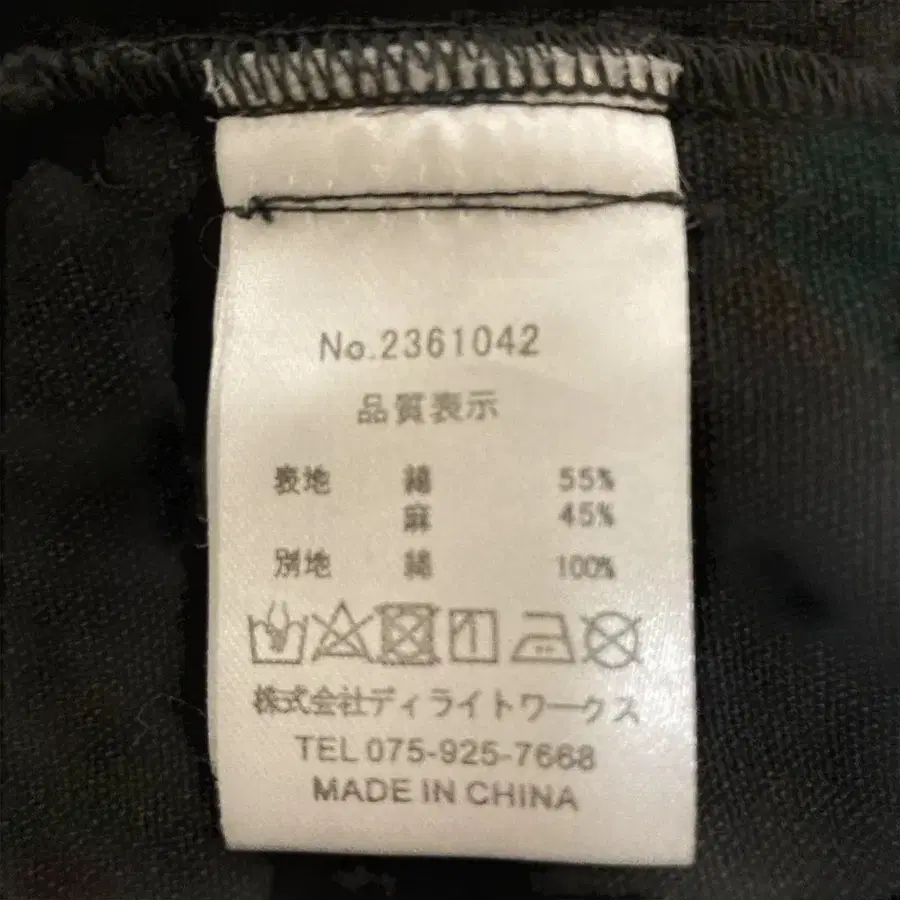 No.2361042
品質表示
表地 綿 55%
麻 45%
別地 綿 100%
株式会社ディライトワークス
TEL 075-925-7668
MADE IN CHINA